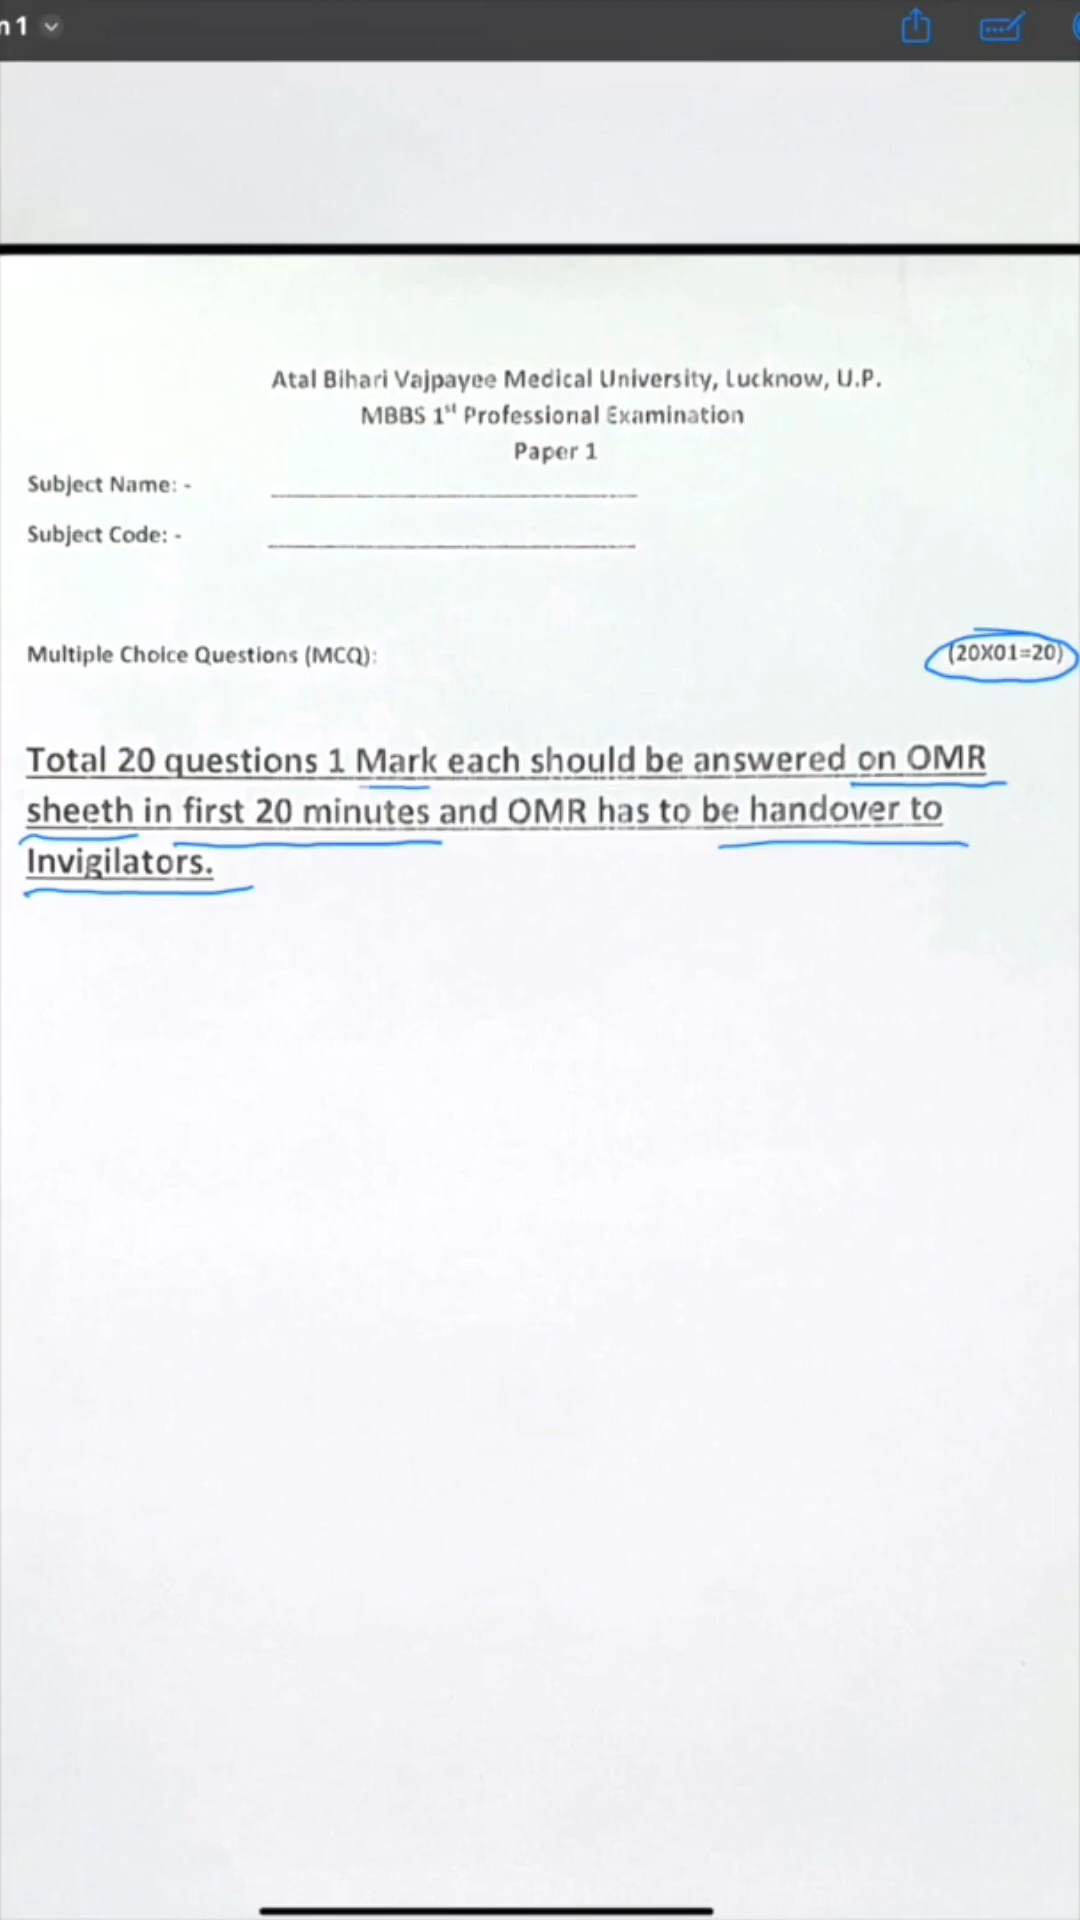 n 1
Atal Bihari Vajpayee Medical University, Lucknow, U.P.
MBBS 1st Professional Examination
Paper 1
Subject Name: -
Subject Code: -
Multiple Choice Questions (MCQ):
(20X01=20)
Total 20 questions 1 Mark each should be answered on OMR
sheeth in first 20 minutes and OMR has to be handover to
Invigilators.